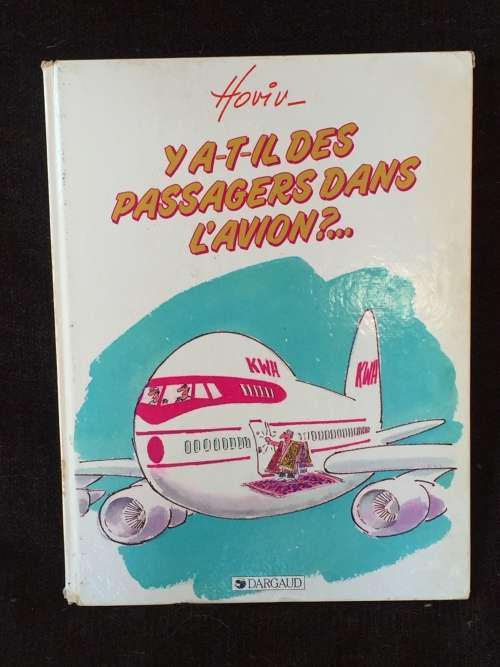 Hoviv
Y A-T-IL DES
PASSAGERS DANS
L'AVION?...
KWA
KWA
DARGAUD